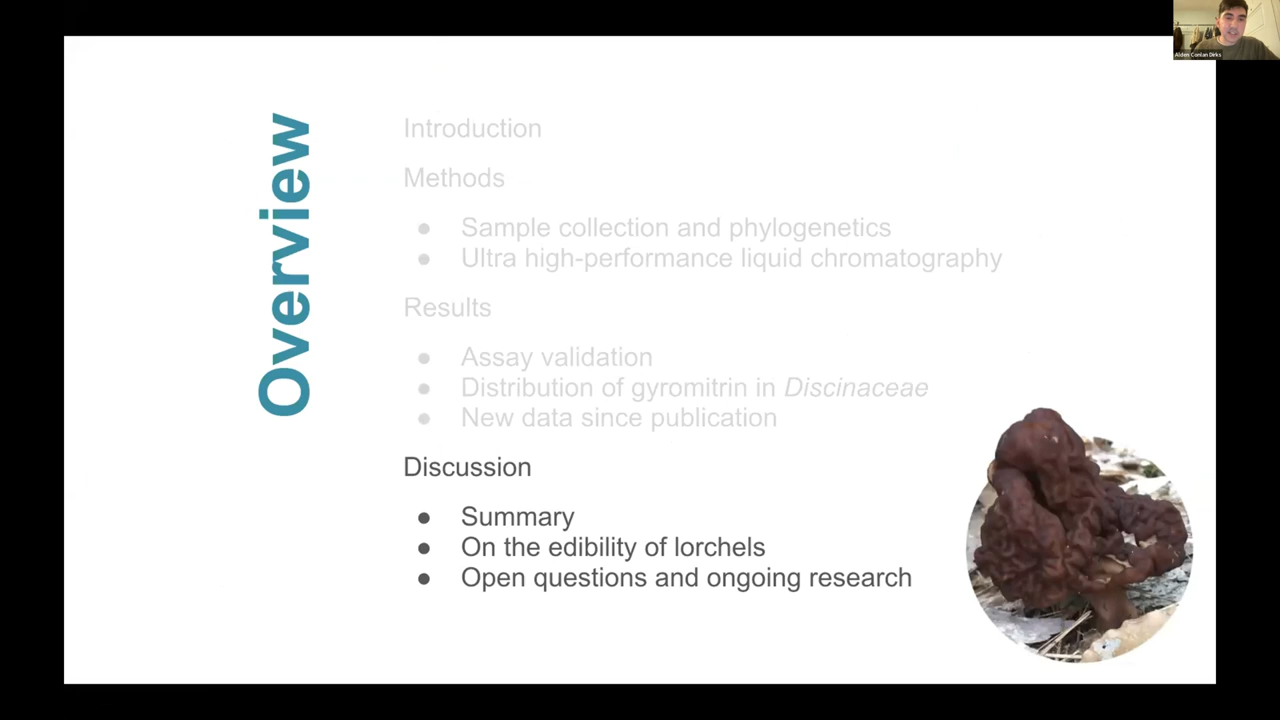 Overview
Introduction
Methods
● Sample collection and phylogenetics
● Ultra high-performance liquid chromatography
Results
● Assay validation
● Distribution of gyromitrin in Discinaceae
● New data since publication
Discussion
● Summary
● On the edibility of lorchels
● Open questions and ongoing research
Alden Conlan Dirks